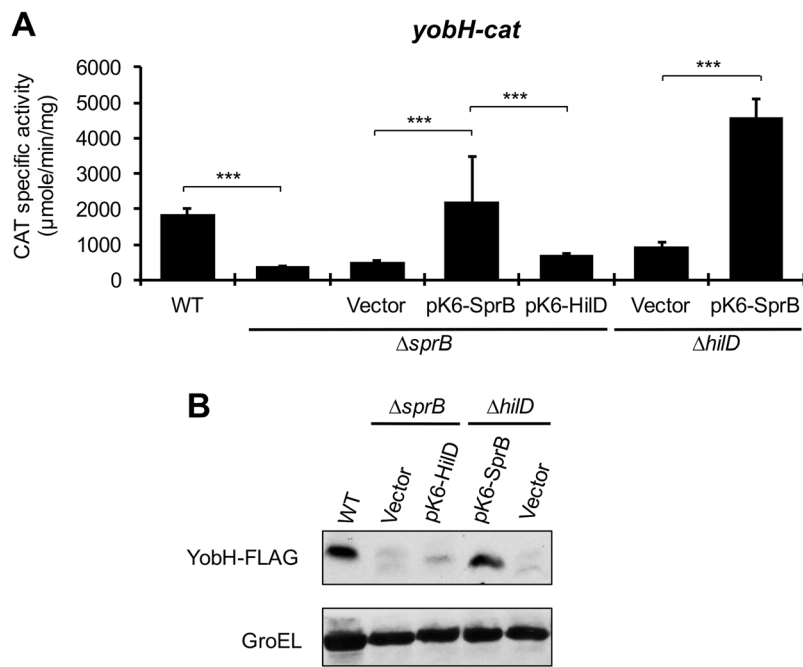 A
yobH-cat
CAT specific activity
(µmole/min/mg)
6000
5000
4000
3000
2000
1000
0
***
***
***
***
WT
Vector
pK6-SprB
pK6-HilD
Vector
pK6-SprB
ΔsprB
ΔhilD
B
ΔsprB
ΔhilD
WT
Vector
pK6-HilD
pK6-SprB
Vector
YobH-FLAG
GroEL